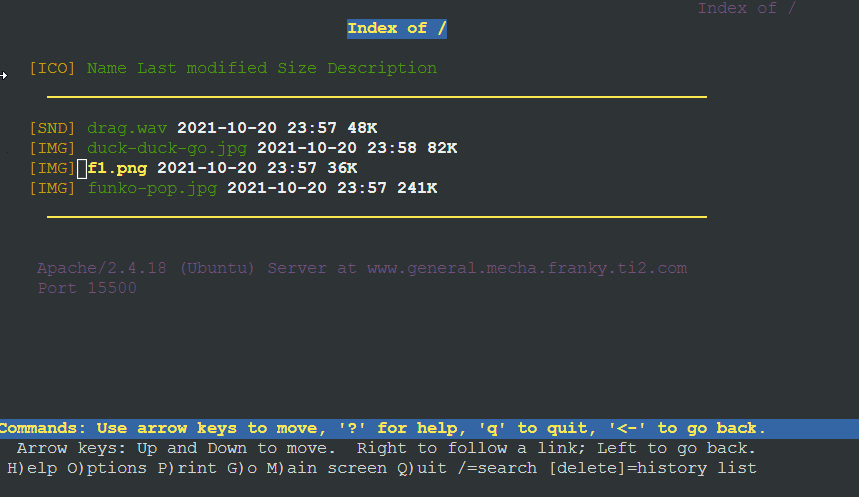 Index of /
Index of /
[ICO] Name Last modified Size Description
[SND] drag.wav 2021-10-20 23:57 48K
[IMG] duck-duck-go.jpg 2021-10-20 23:58 82K
[IMG] f1.png 2021-10-20 23:57 36K
[IMG] funko-pop.jpg 2021-10-20 23:57 241K
Apache/2.4.18 (Ubuntu) Server at www.general.mecha.franky.ti2.com
Port 15500
Commands: Use arrow keys to move, '?' for help, 'q' to quit, '<-' to go back.
Arrow keys: Up and Down to move.  Right to follow a link; Left to go back.
H)elp O)ptions P)rint G)o M)ain screen Q)uit /=search [delete]=history list